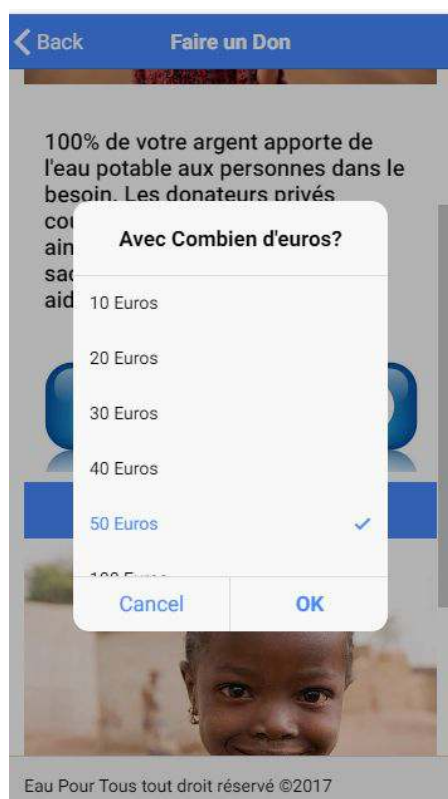 Back Faire un Don
100% de votre argent apporte de
l'eau potable aux personnes dans le
besoin. Les donateurs privés
Avec Combien d'euros?
10 Euros
20 Euros
30 Euros
40 Euros
50 Euros
100 Euros
Cancel OK
Eau Pour Tous tout droit réservé ©2017